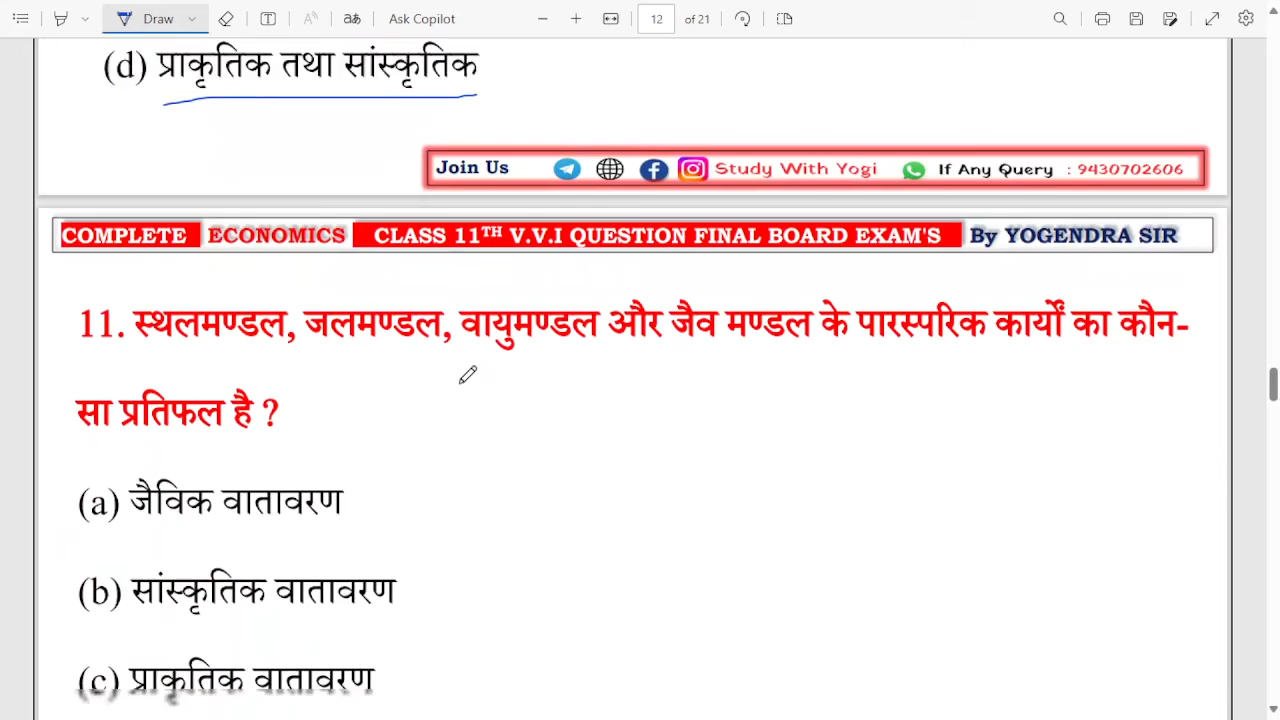 Draw
Ask Copilot
12 of 21
(d) प्राकृतिक तथा सांस्कृतिक
Join Us Study With Yogi If Any Query : 9430702606
COMPLETE ECONOMICS CLASS 11TH V.V.I QUESTION FINAL BOARD EXAM'S By YOGENDRA SIR
11. स्थलमण्डल, जलमण्डल, वायुमण्डल और जैव मण्डल के पारस्परिक कार्यों का कौन-
सा प्रतिफल है ?
(a) जैविक वातावरण
(b) सांस्कृतिक वातावरण
(c) प्राकृतिक वातावरण